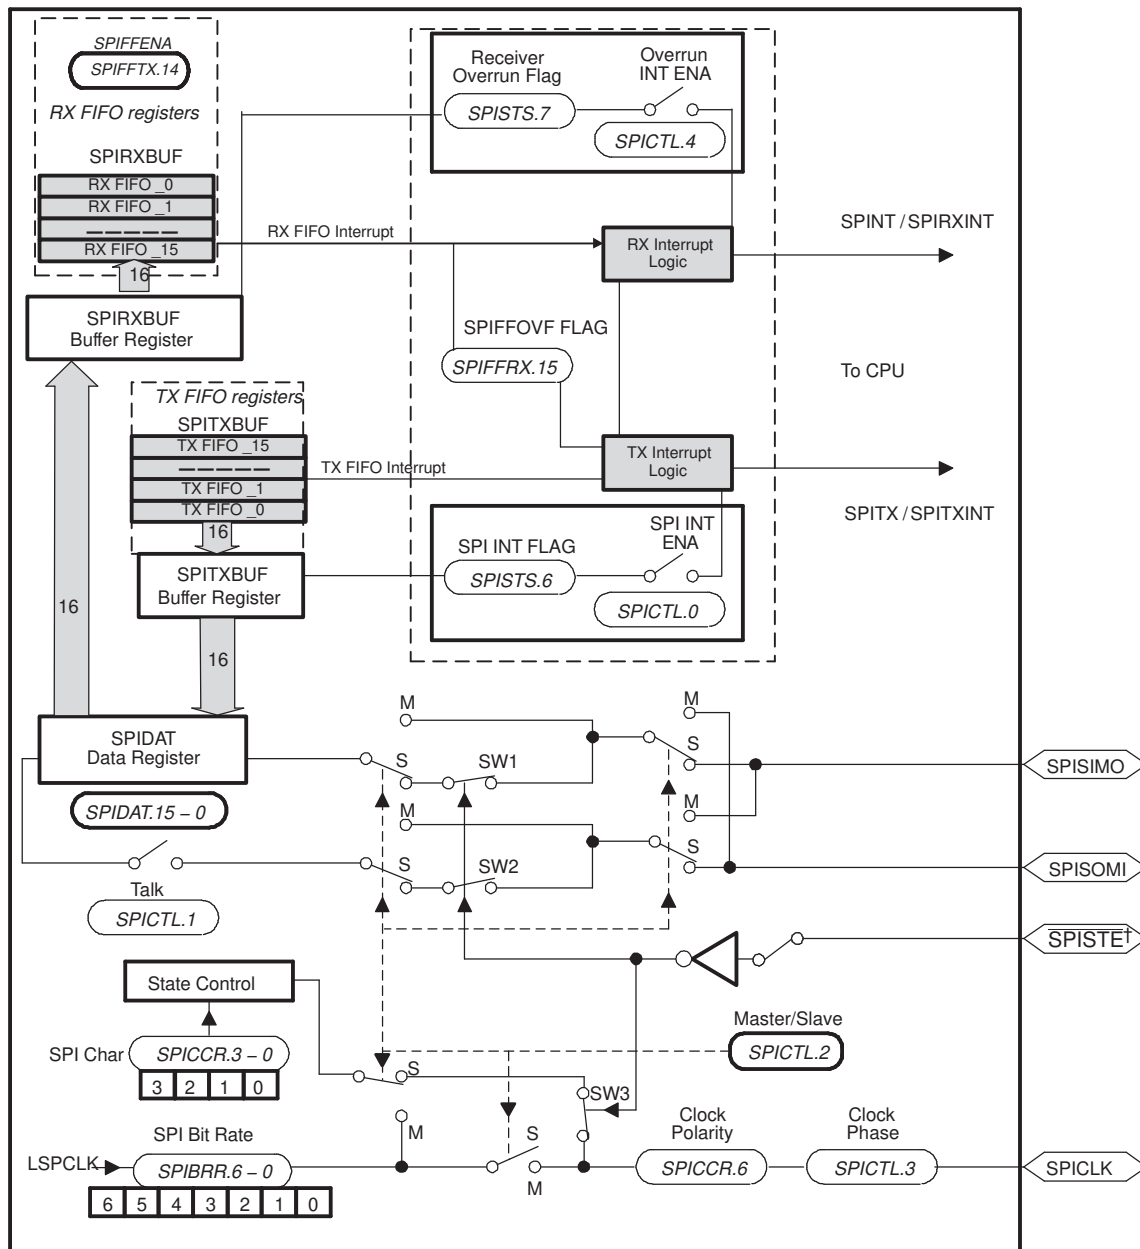 SPIFFENA
SPIFFTX.14
RX FIFO registers
SPIRXBUF
RX FIFO _0
RX FIFO _1
—————
RX FIFO _15
16
SPIRXBUF
Buffer Register
Receiver
Overrun Flag
SPISTS.7
Overrun
INT ENA
SPICTL.4
RX FIFO Interrupt
RX Interrupt
Logic
SPINT / SPIRXINT
SPIFFOVF FLAG
SPIFFRX.15
To CPU
TX FIFO registers
SPITXBUF
TX FIFO _15
—————
TX FIFO _1
TX FIFO _0
16
TX FIFO Interrupt
TX Interrupt
Logic
SPITX / SPITXINT
SPITXBUF
Buffer Register
SPI INT FLAG
SPISTS.6
SPI INT
ENA
SPICTL.0
16
16
SPIDAT
Data Register
SPIDAT.15 – 0
M
S
SW1
M
S
SW2
M
S
M
S
SPISIMO
SPISOMI
SPISTE†
Talk
SPICTL.1
State Control
SPI Char
SPICCR.3 – 0
3 2 1 0
Master/Slave
SPICTL.2
S
M
SW3
S
M
SPI Bit Rate
LSPCLK
SPIBRR.6 – 0
6 5 4 3 2 1 0
Clock
Polarity
SPICCR.6
Clock
Phase
SPICTL.3
SPICLK